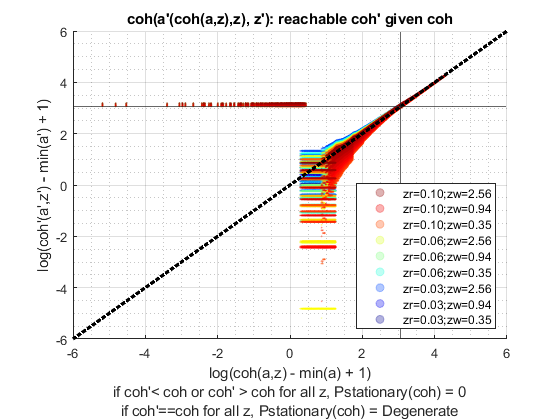 coh(a'(coh(a,z),z), z'): reachable coh' given coh
6
4
2
0
-2
-4
-6
log(coh'(a',z') - min(a') + 1)
zr=0.10;zw=2.56
zr=0.10;zw=0.94
zr=0.10;zw=0.35
zr=0.06;zw=2.56
zr=0.06;zw=0.94
zr=0.06;zw=0.35
zr=0.03;zw=2.56
zr=0.03;zw=0.94
zr=0.03;zw=0.35
-6 -4 -2 0 2 4 6
log(coh(a,z) - min(a) + 1)
if coh'< coh or coh' > coh for all z, Pstationary(coh) = 0
if coh'==coh for all z, Pstationary(coh) = Degenerate